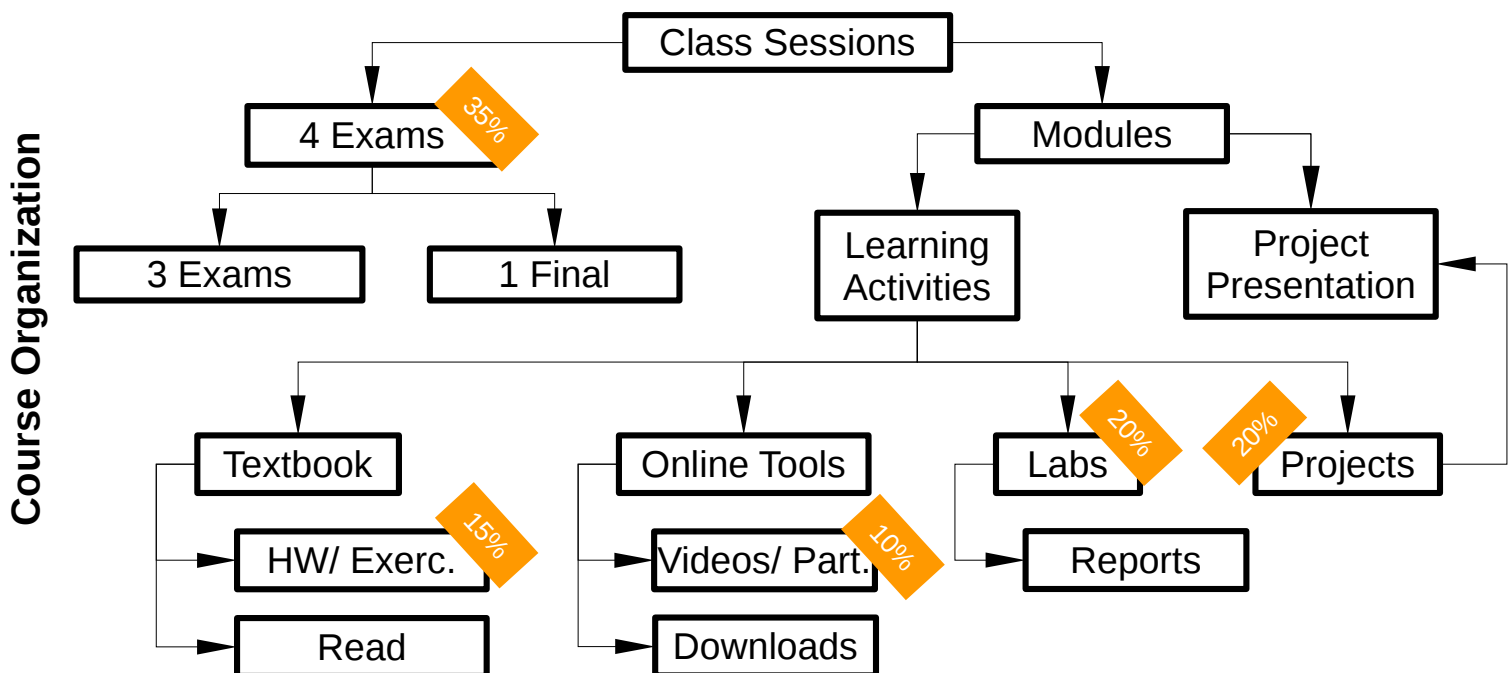 Course Organization
Class Sessions
4 Exams
35%
Modules
3 Exams
1 Final
Learning
Activities
Project
Presentation
Textbook
Online Tools
Labs
20%
20%
Projects
HW/ Exerc.
15%
Videos/ Part.
10%
Reports
Read
Downloads